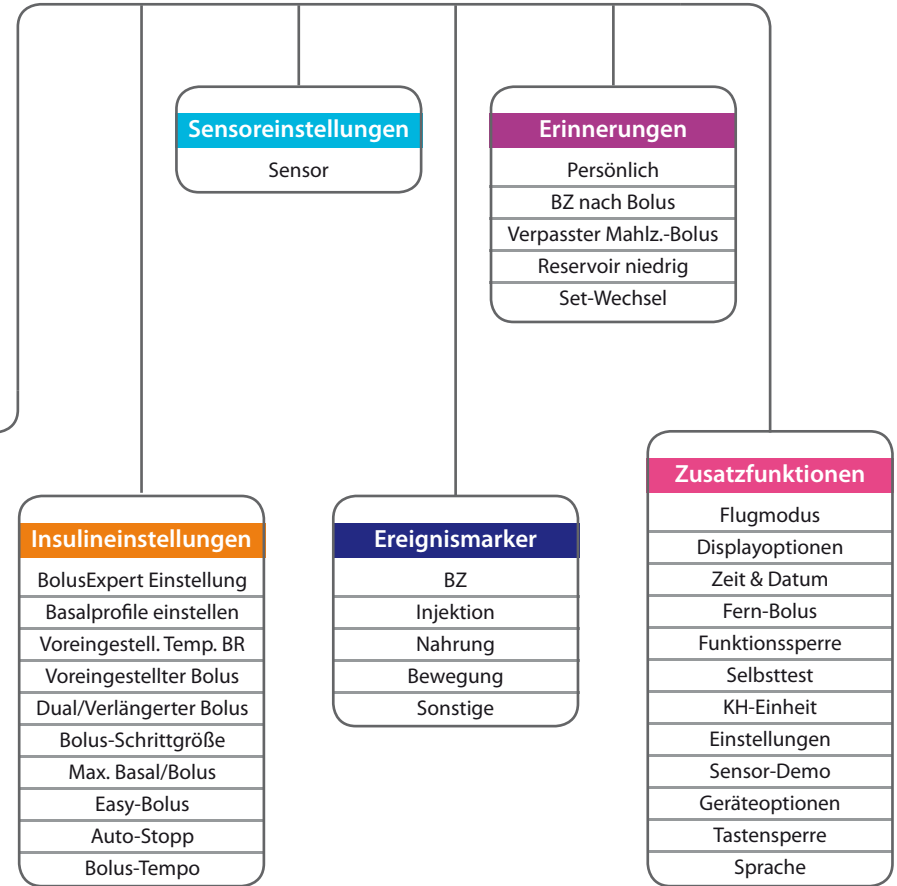 Sensoreinstellungen
Sensor
Erinnerungen
Persönlich
BZ nach Bolus
Verpasster Mahlz.-Bolus
Reservoir niedrig
Set-Wechsel
Insulineinstellungen
BolusExpert Einstellung
Basalprofile einstellen
Voreingestell. Temp. BR
Voreingestellter Bolus
Dual/Verlängerter Bolus
Bolus-Schrittgröße
Max. Basal/Bolus
Easy-Bolus
Auto-Stopp
Bolus-Tempo
Ereignismarker
BZ
Injektion
Nahrung
Bewegung
Sonstige
Zusatzfunktionen
Flugmodus
Displayoptionen
Zeit & Datum
Fern-Bolus
Funktionssperre
Selbsttest
KH-Einheit
Einstellungen
Sensor-Demo
Geräteoptionen
Tastensperre
Sprache